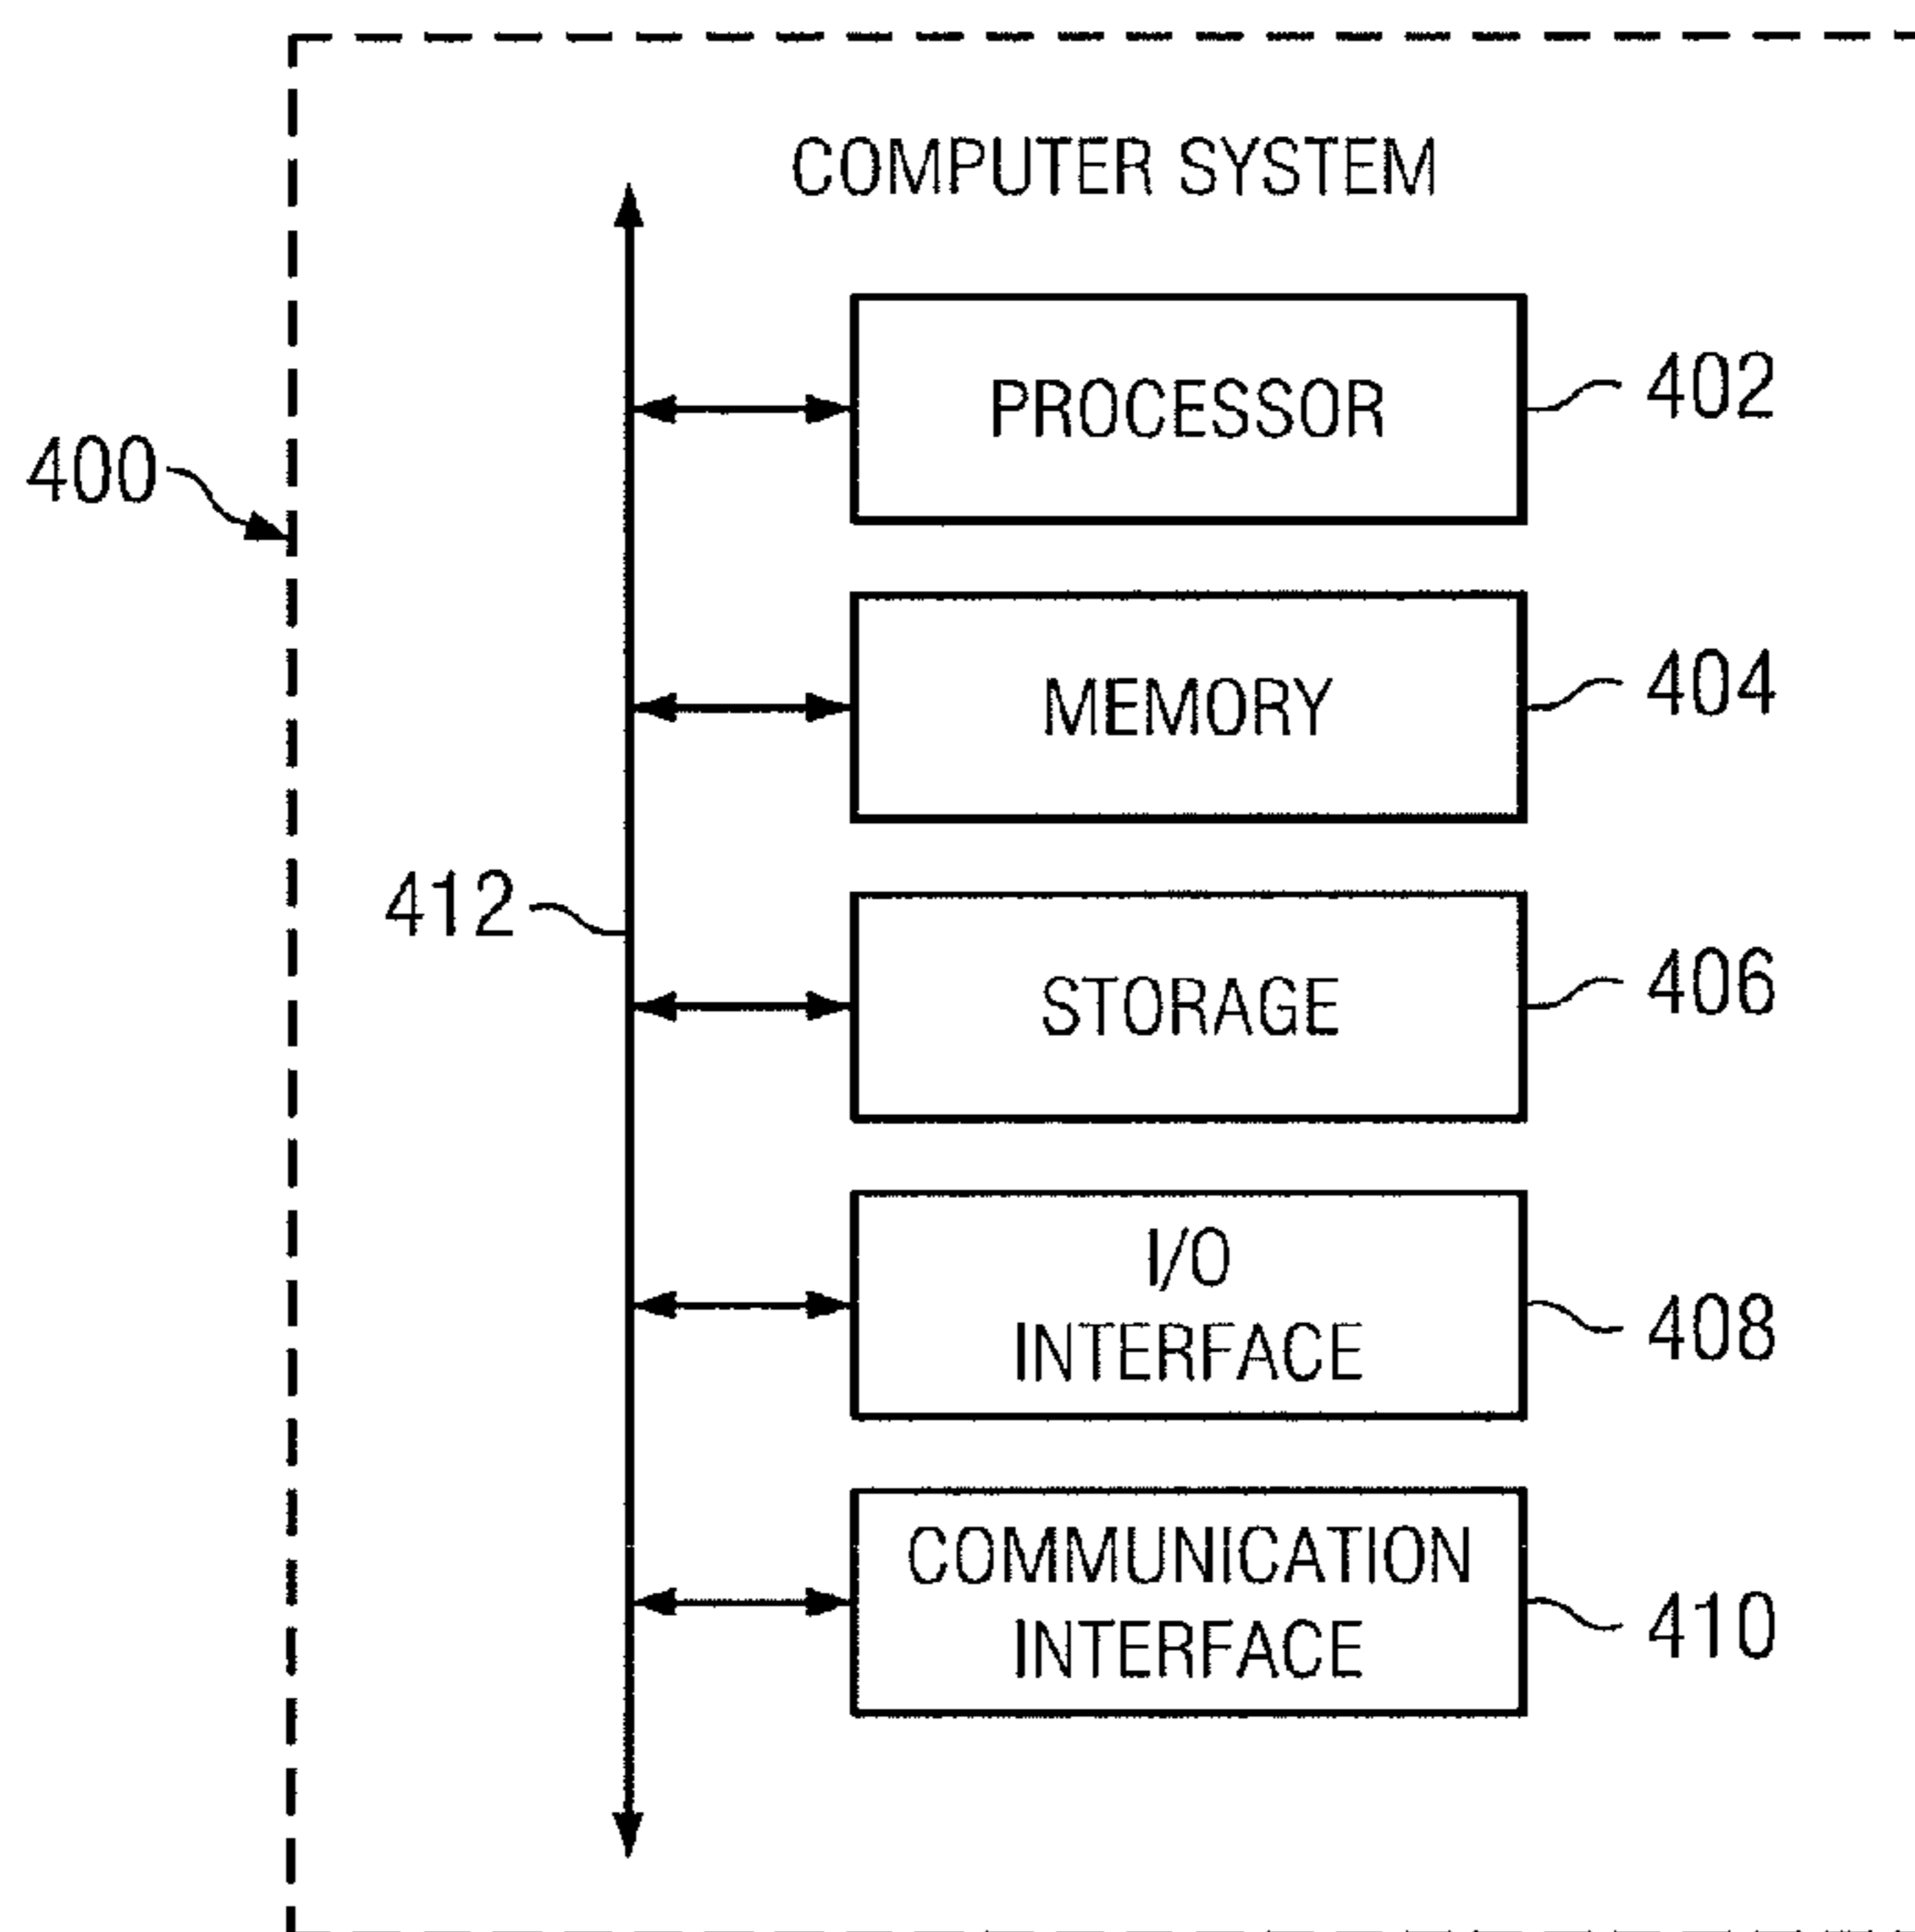 COMPUTER SYSTEM
PROCESSOR
402
400
MEMORY
404
412
STORAGE
406
I/O
INTERFACE
408
COMMUNICATION
INTERFACE
410